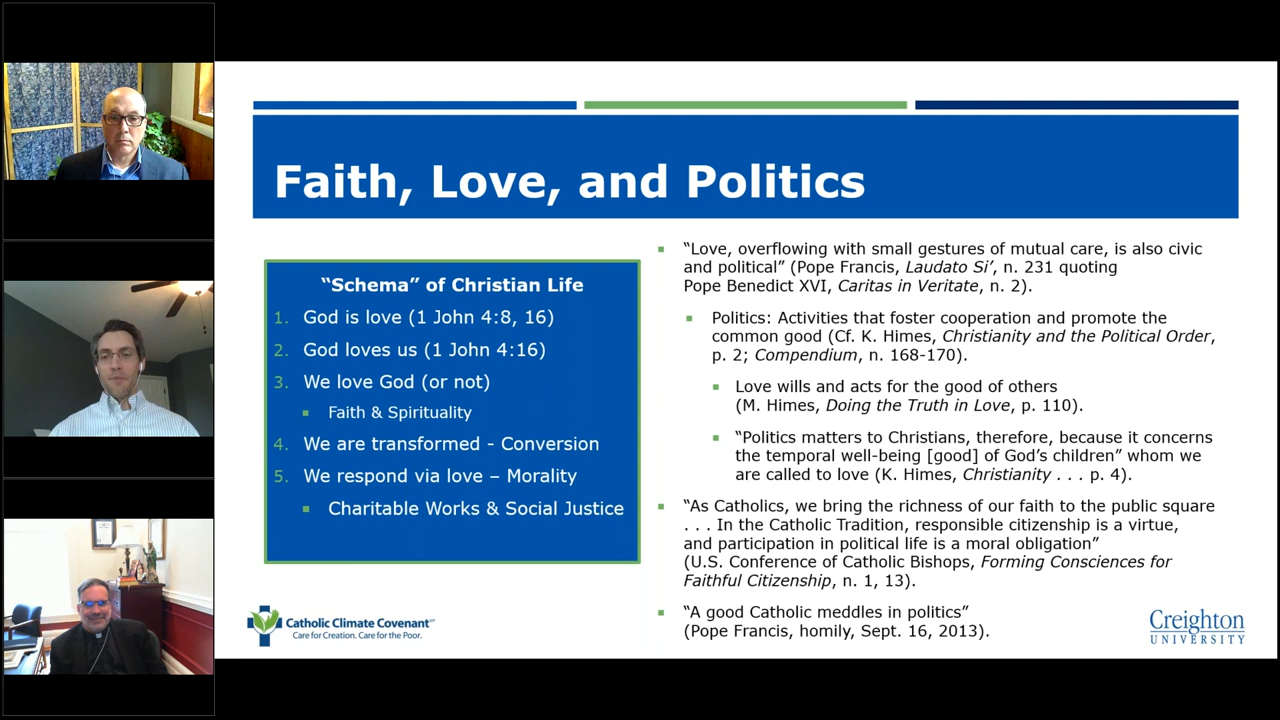 Faith, Love, and Politics
“Schema” of Christian Life
1. God is love (1 John 4:8, 16)
2. God loves us (1 John 4:16)
3. We love God (or not)
▪ Faith & Spirituality
4. We are transformed - Conversion
5. We respond via love – Morality
▪ Charitable Works & Social Justice
▪ “Love, overflowing with small gestures of mutual care, is also civic
and political” (Pope Francis, Laudato Si’, n. 231 quoting
Pope Benedict XVI, Caritas in Veritate, n. 2).
▪ Politics: Activities that foster cooperation and promote the
common good (Cf. K. Himes, Christianity and the Political Order,
p. 2; Compendium, n. 168-170).
▪ Love wills and acts for the good of others
(M. Himes, Doing the Truth in Love, p. 110).
▪ “Politics matters to Christians, therefore, because it concerns
the temporal well-being [good] of God’s children” whom we
are called to love (K. Himes, Christianity . . . p. 4).
▪ “As Catholics, we bring the richness of our faith to the public square
. . . In the Catholic Tradition, responsible citizenship is a virtue,
and participation in political life is a moral obligation”
(U.S. Conference of Catholic Bishops, Forming Consciences for
Faithful Citizenship, n. 1, 13).
▪ “A good Catholic meddles in politics”
(Pope Francis, homily, Sept. 16, 2013).
Catholic Climate Covenant
Care for Creation. Care for the Poor.
Creighton
UNIVERSITY